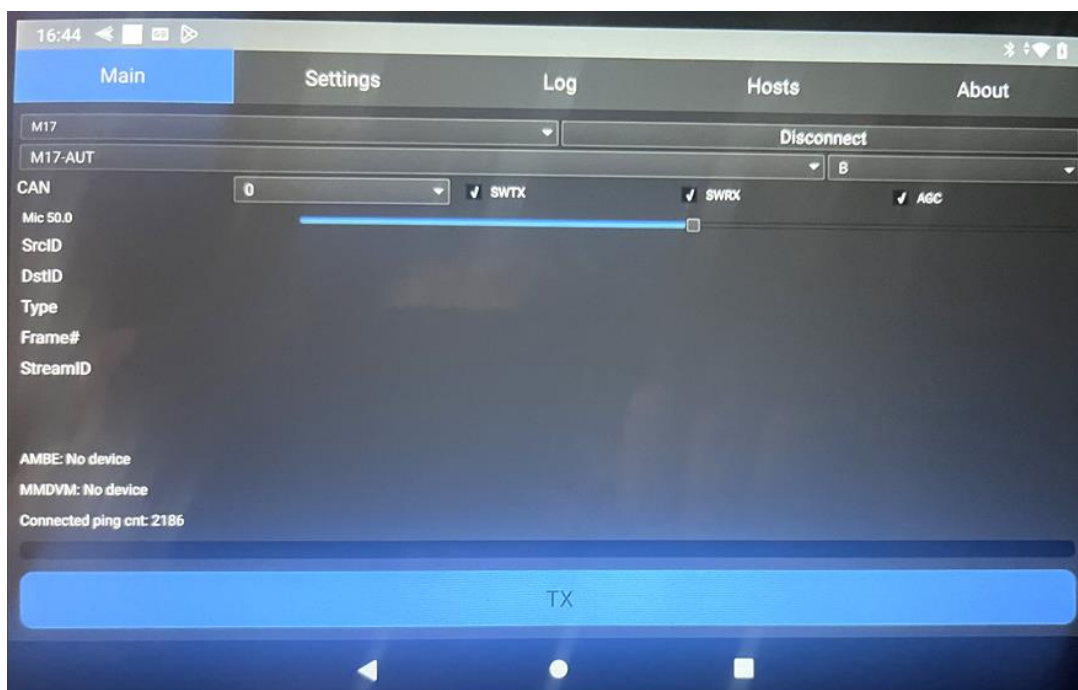 16:44
Main Settings Log Hosts About
M17 Disconnect
M17-AUT B
CAN 0 SWTX SWRX AGC
Mic 50.0
SrcID
DstID
Type
Frame#
StreamID
AMBE: No device
MMDVM: No device
Connected ping cnt: 2186
TX